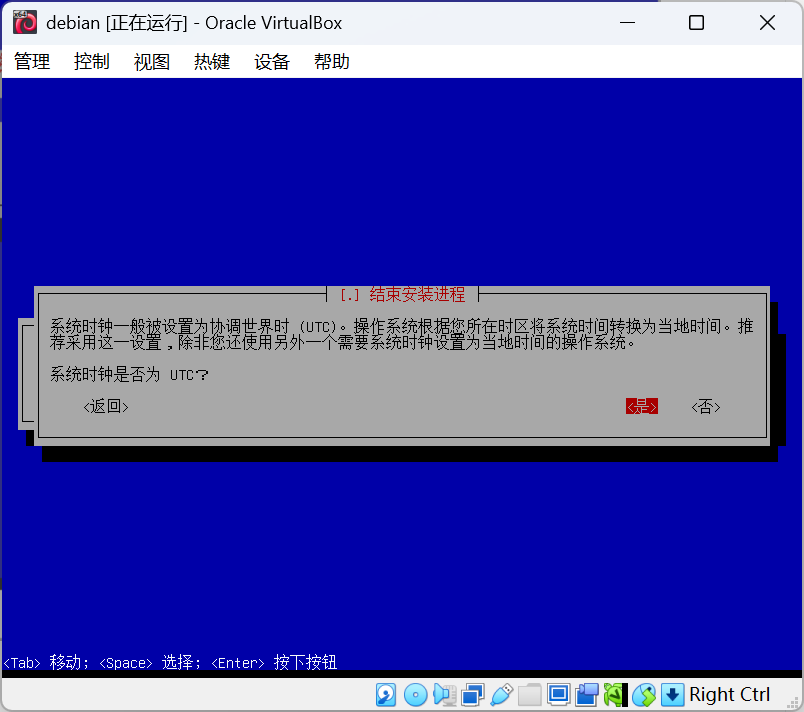 debian [正在运行] - Oracle VirtualBox
管理 控制 视图 热键 设备 帮助
[.] 结束安装进程
系统时钟一般被设置为协调世界时 (UTC)。操作系统根据您所在时区将系统时间转换为当地时间。推
荐采用这一设置,除非您还使用另外一个需要系统时钟设置为当地时间的操作系统。
系统时钟是否为 UTC?
<返回> <是> <否>
<Tab> 移动; <Space> 选择; <Enter> 按下按钮
Right Ctrl